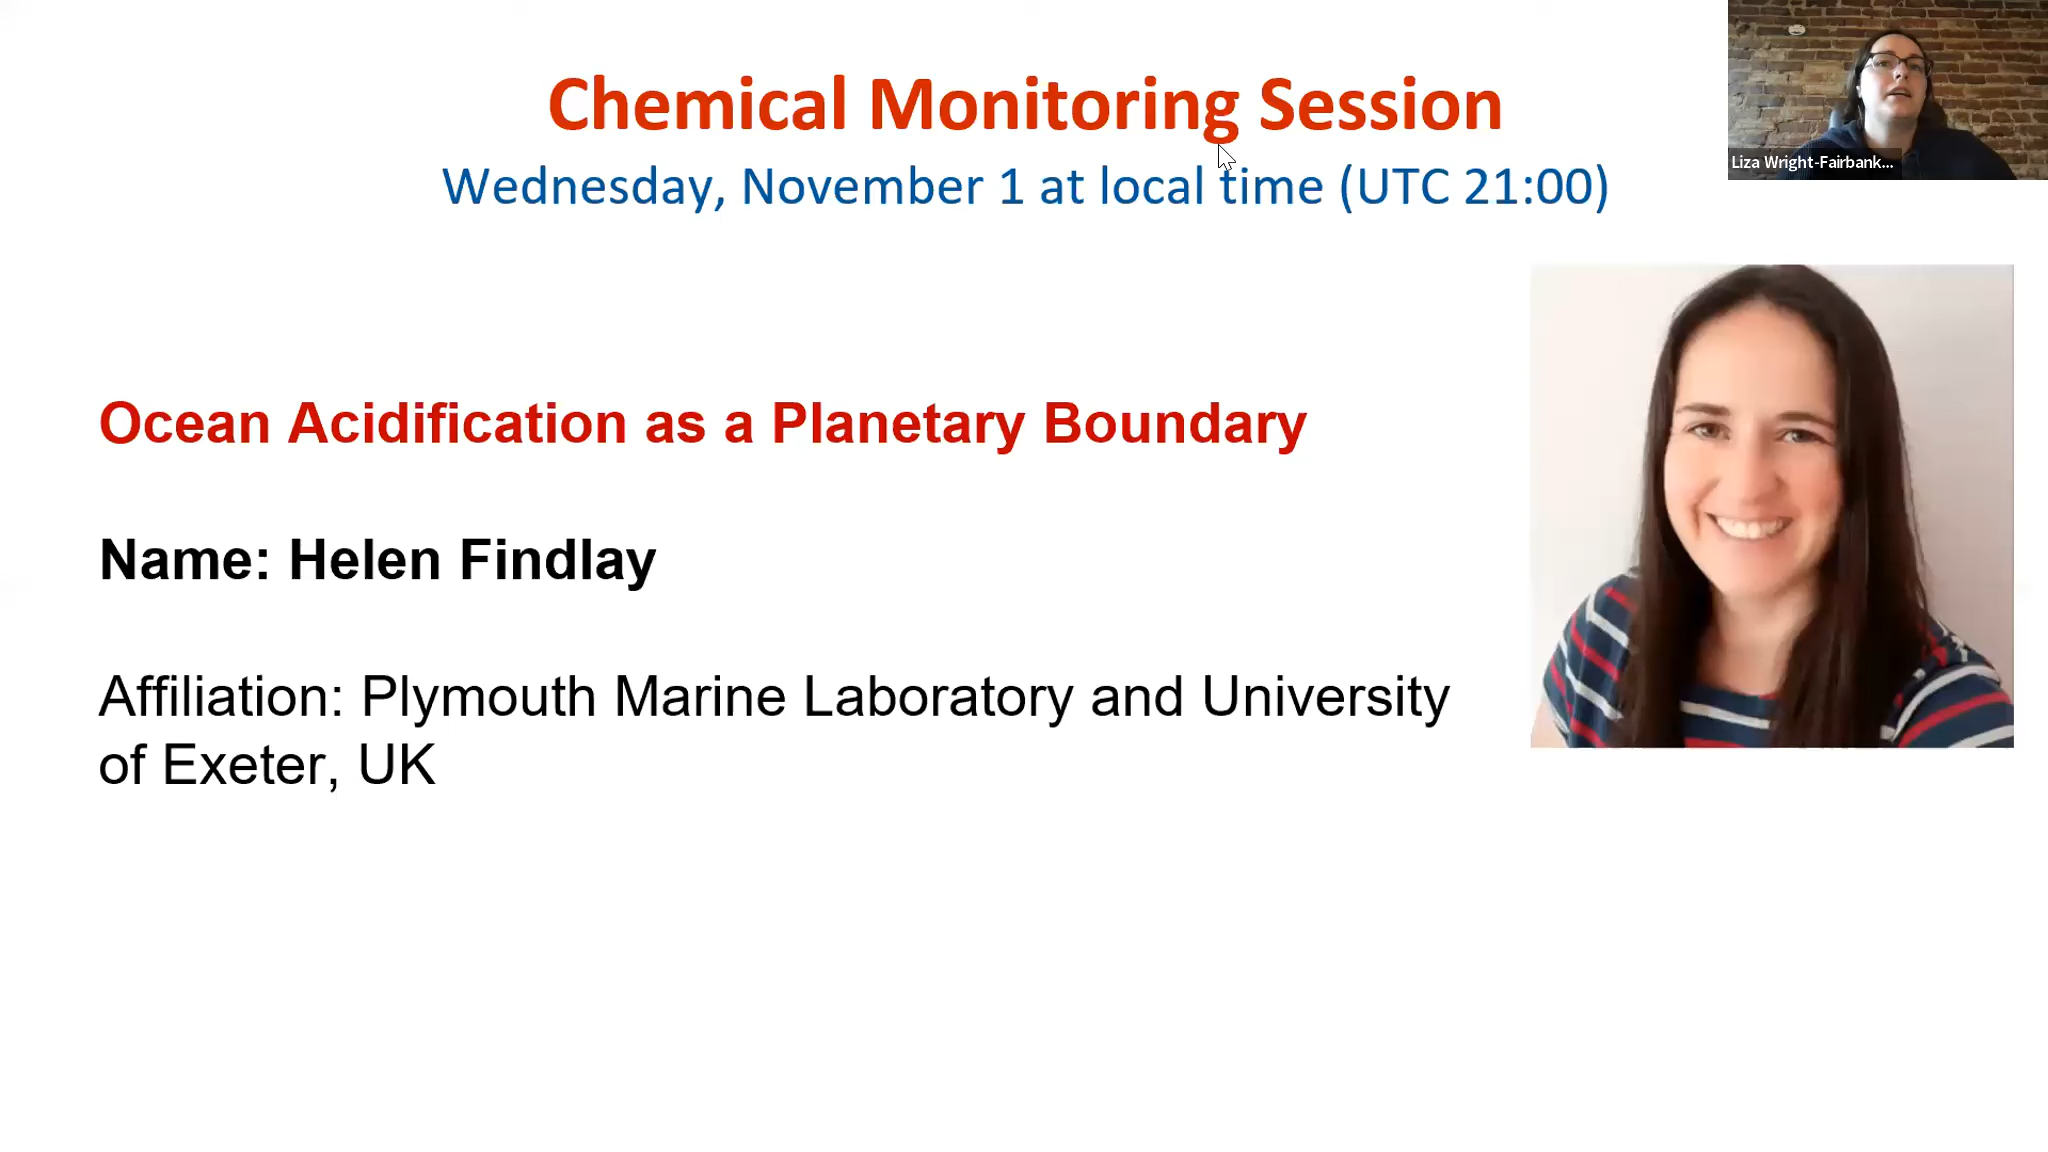 Chemical Monitoring Session
Wednesday, November 1 at local time (UTC 21:00)
Liza Wright-Fairbank...
Ocean Acidification as a Planetary Boundary
Name: Helen Findlay
Affiliation: Plymouth Marine Laboratory and University
of Exeter, UK